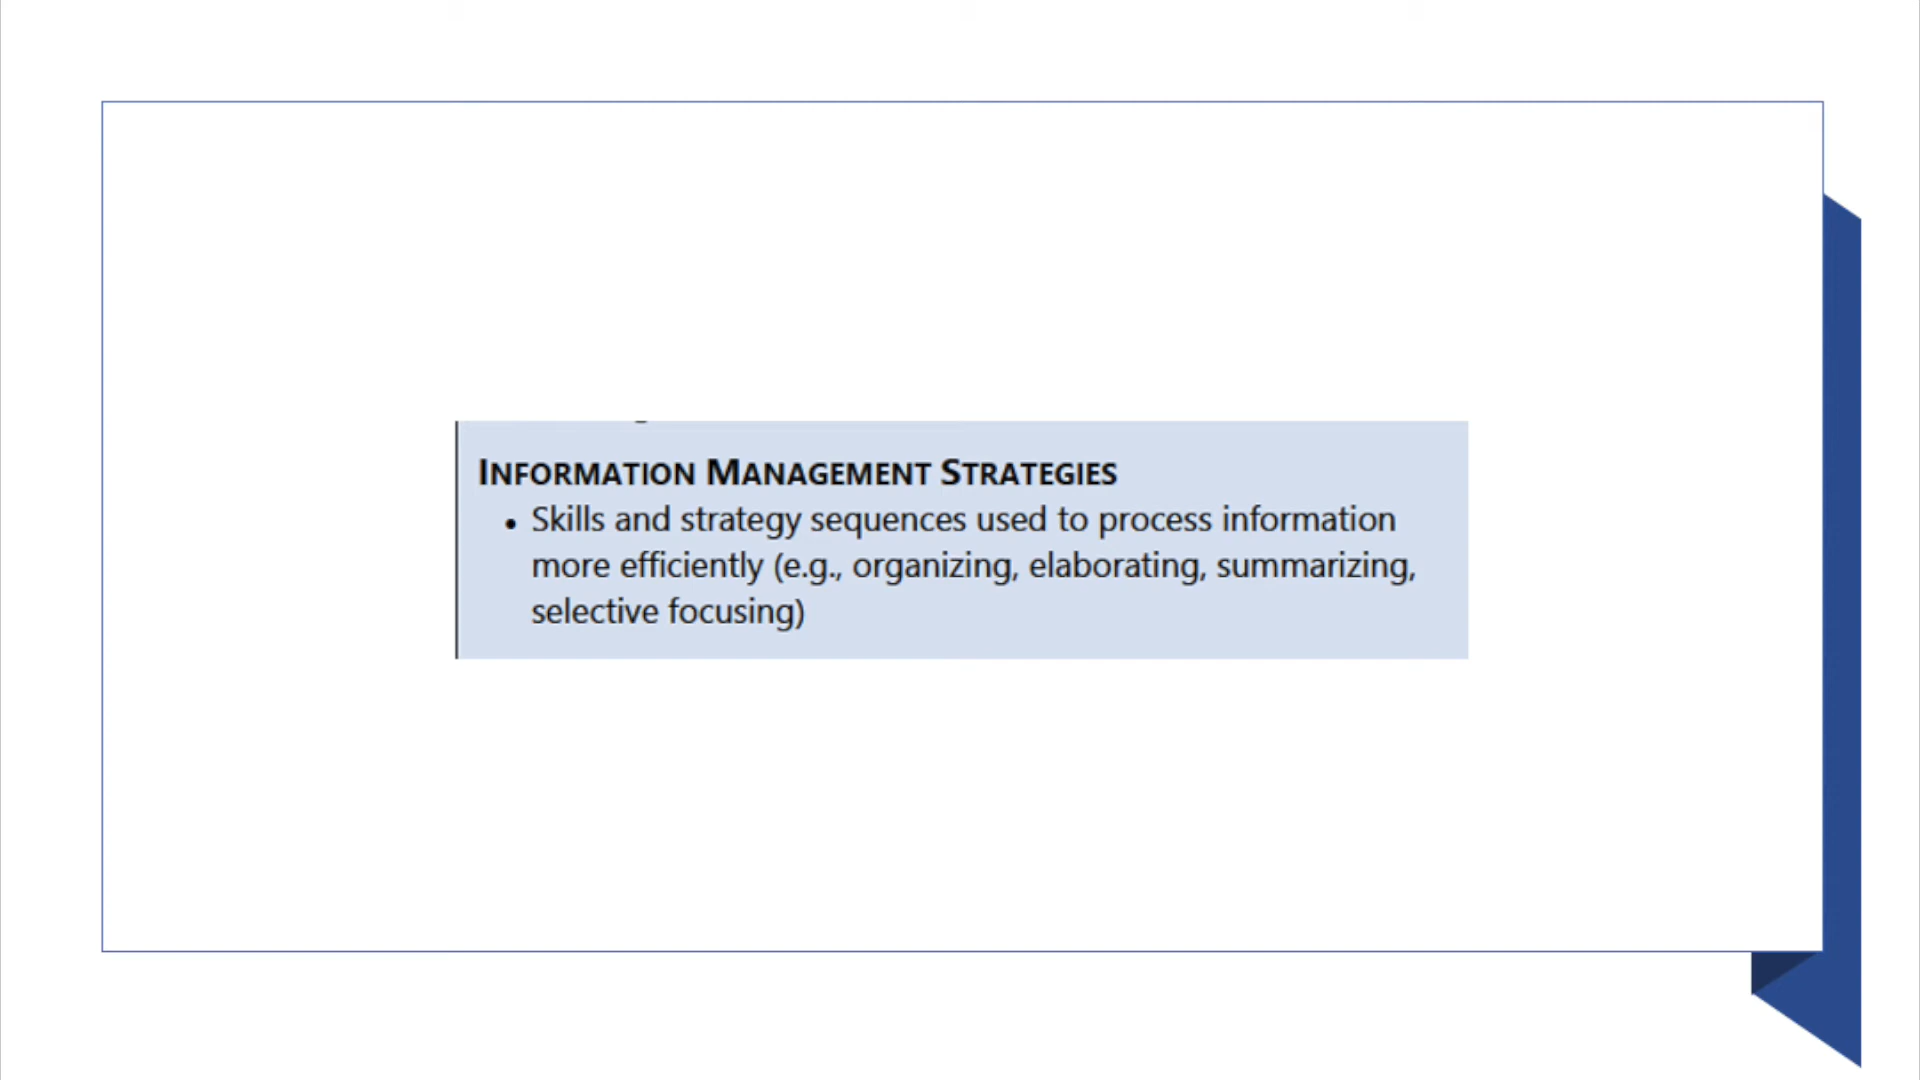 INFORMATION MANAGEMENT STRATEGIES
• Skills and strategy sequences used to process information
more efficiently (e.g., organizing, elaborating, summarizing,
selective focusing)